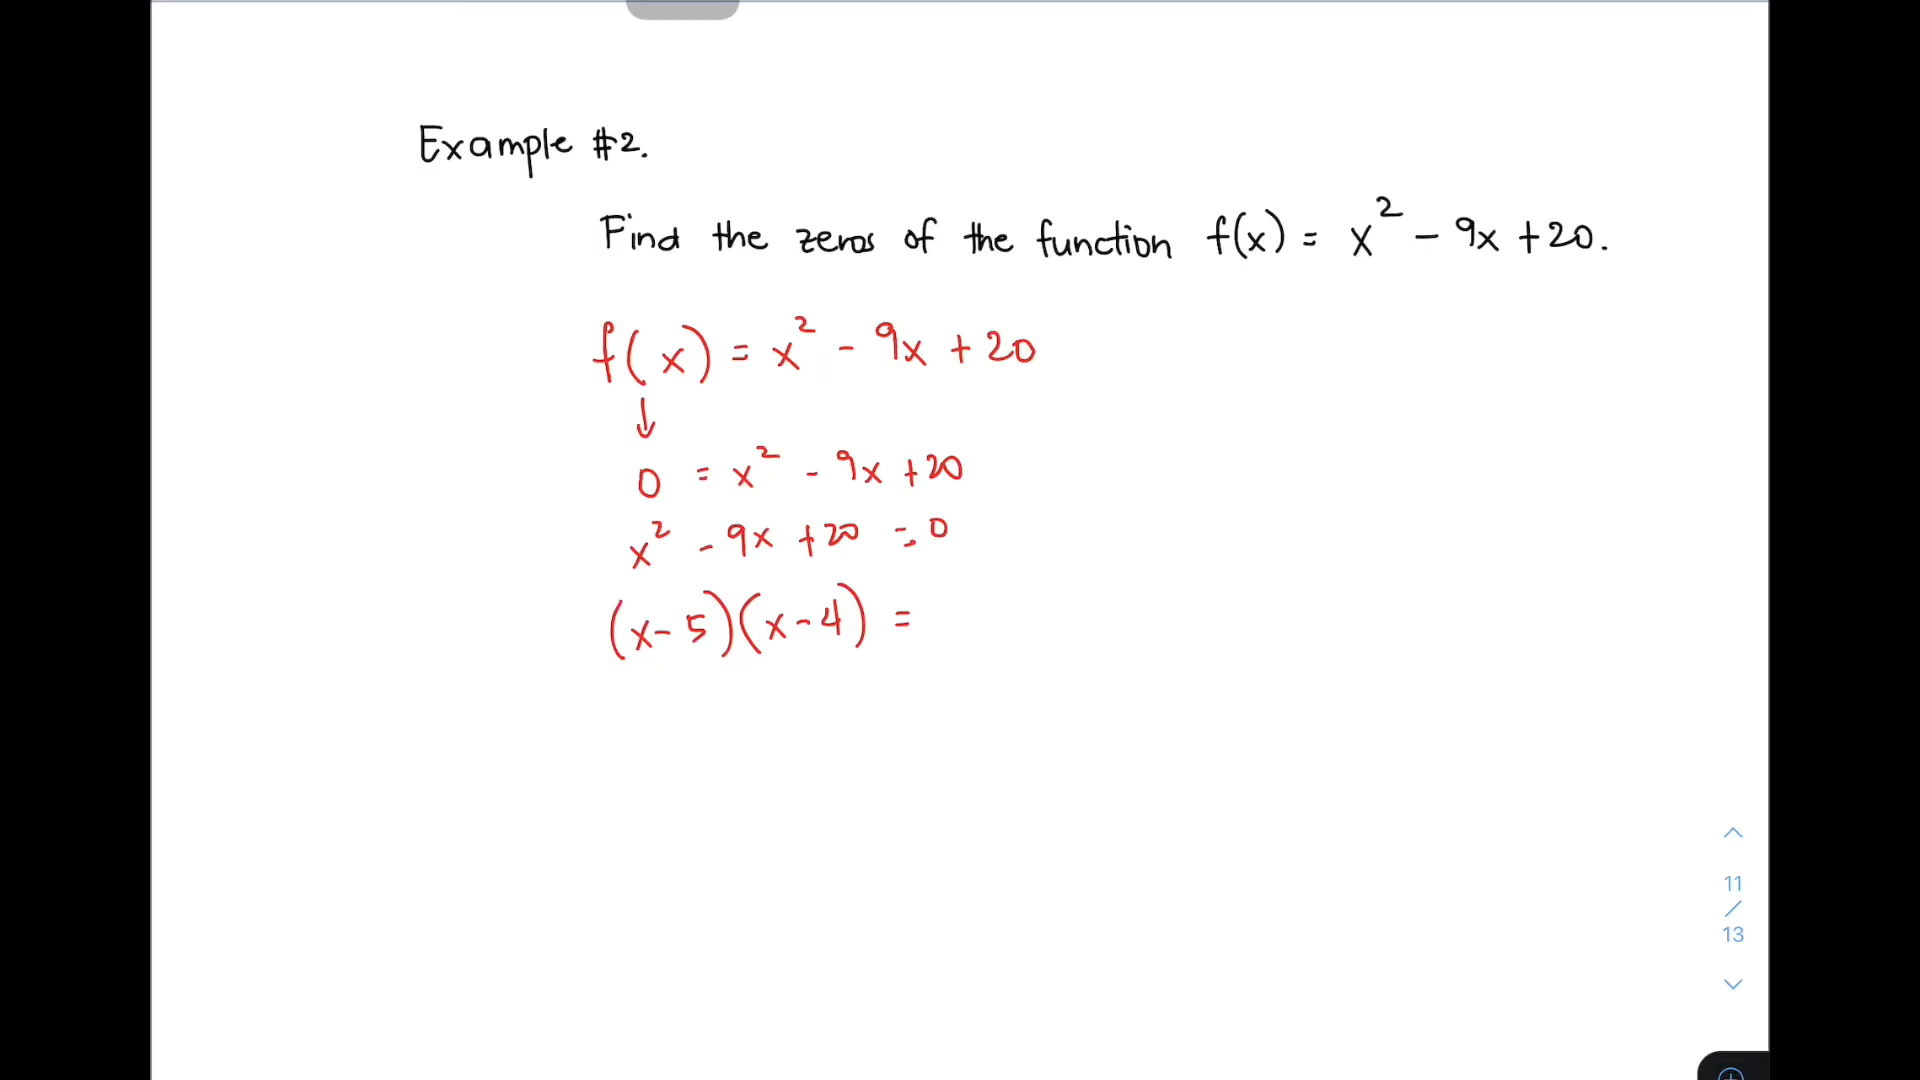 Example #2.
Find the zeros of the function f(x) = x² - 9x + 20.
f(x) = x² - 9x + 20
↓
0 = x² - 9x + 20
x² - 9x + 20 = 0
(x - 5)(x - 4) =
11
/
13